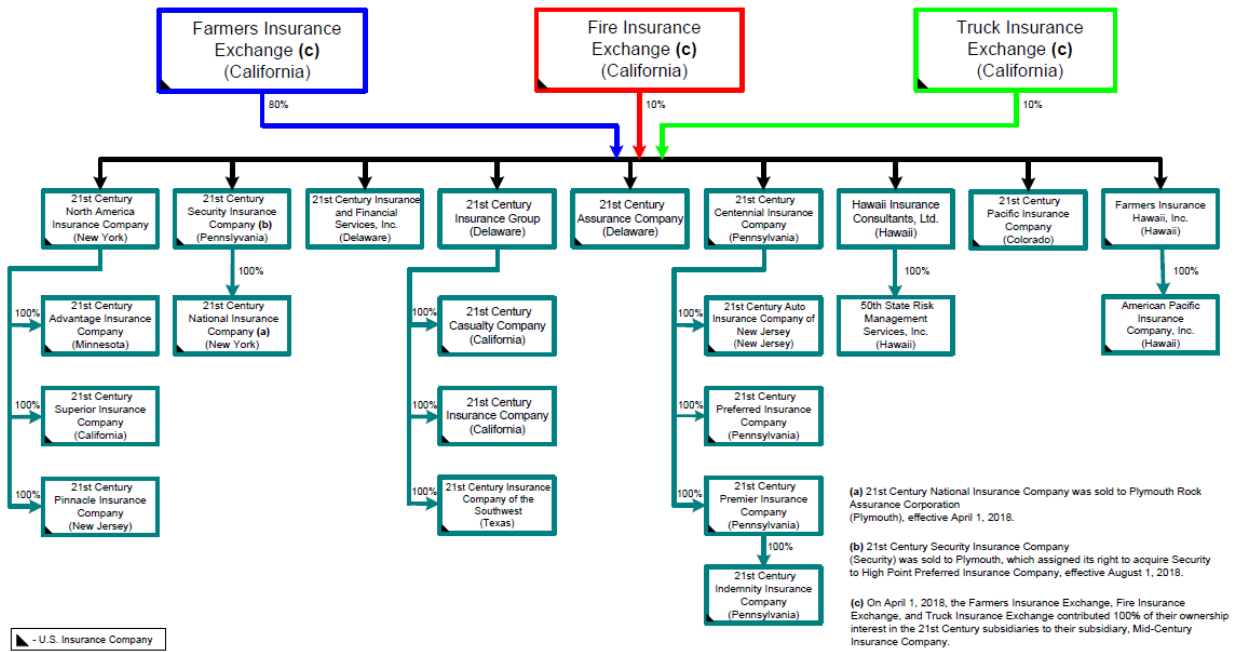 Farmers Insurance
Exchange (c)
(California)
Fire Insurance
Exchange (c)
(California)
Truck Insurance
Exchange (c)
(California)
80%
10%
10%
21st Century
North America
Insurance Company
(New York)
21st Century
Security Insurance
Company (b)
(Pennslyvania)
21st Century Insurance
and Financial
Services, Inc.
(Delaware)
21st Century
Insurance Group
(Delaware)
21st Century
Assurance Company
(Delaware)
21st Century
Centennial Insurance
Company
(Pennsylvania)
Hawaii Insurance
Consultants, Ltd.
(Hawaii)
21st Century
Pacific Insurance
Company
(Colorado)
Farmers Insurance
Hawaii, Inc.
(Hawaii)
100%
100%
100%
100%
21st Century
Advantage Insurance
Company
(Minnesota)
21st Century
National Insurance
Company (a)
(New York)
100%
21st Century
Casualty Company
(California)
100%
21st Century Auto
Insurance Company of
New Jersey
(New Jersey)
50th State Risk
Management
Services, Inc.
(Hawaii)
American Pacific
Insurance
Company, Inc.
(Hawaii)
100%
21st Century
Superior Insurance
Company
(California)
100%
21st Century
Insurance Company
(California)
100%
21st Century
Preferred Insurance
Company
(Pennsylvania)
100%
21st Century
Pinnacle Insurance
Company
(New Jersey)
100%
21st Century Insurance
Company of the
Southwest
(Texas)
100%
21st Century
Premier Insurance
Company
(Pennsylvania)
100%
21st Century
Indemnity Insurance
Company
(Pennsylvania)
(a) 21st Century National Insurance Company was sold to Plymouth Rock
Assurance Corporation
(Plymouth), effective April 1, 2018.
(b) 21st Century Security Insurance Company
(Security) was sold to Plymouth, which assigned its right to acquire Security
to High Point Preferred Insurance Company, effective August 1, 2018.
(c) On April 1, 2018, the Farmers Insurance Exchange, Fire Insurance
Exchange, and Truck Insurance Exchange contributed 100% of their ownership
interest in the 21st Century subsidiaries to their subsidiary, Mid-Century
Insurance Company.
- U.S. Insurance Company